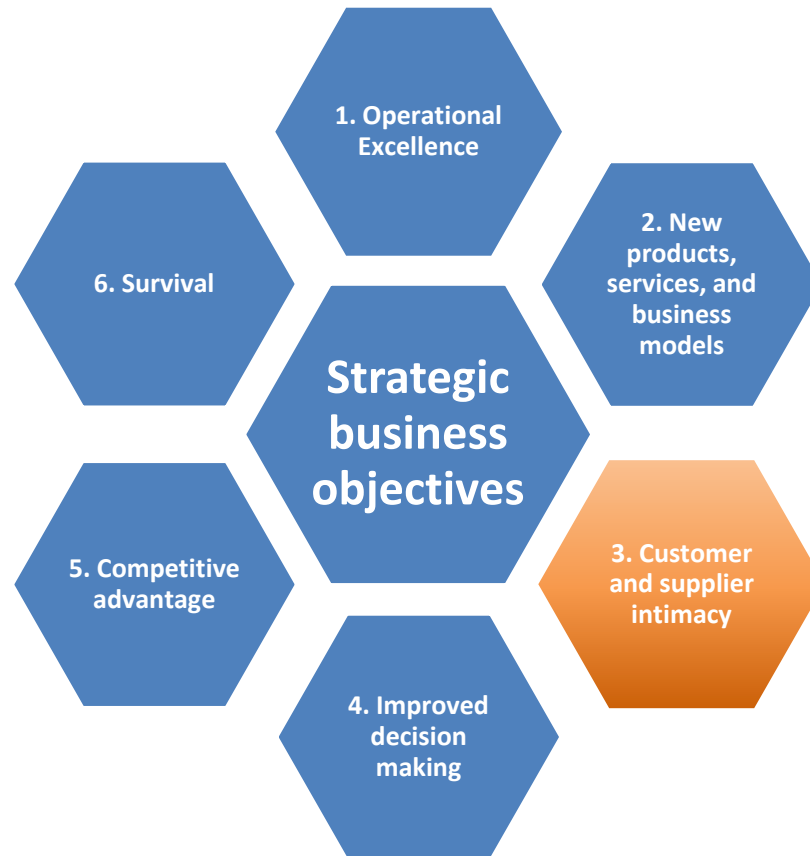 1. Operational
Excellence
2. New
products,
services, and
business
models
6. Survival
Strategic
business
objectives
3. Customer
and supplier
intimacy
5. Competitive
advantage
4. Improved
decision
making